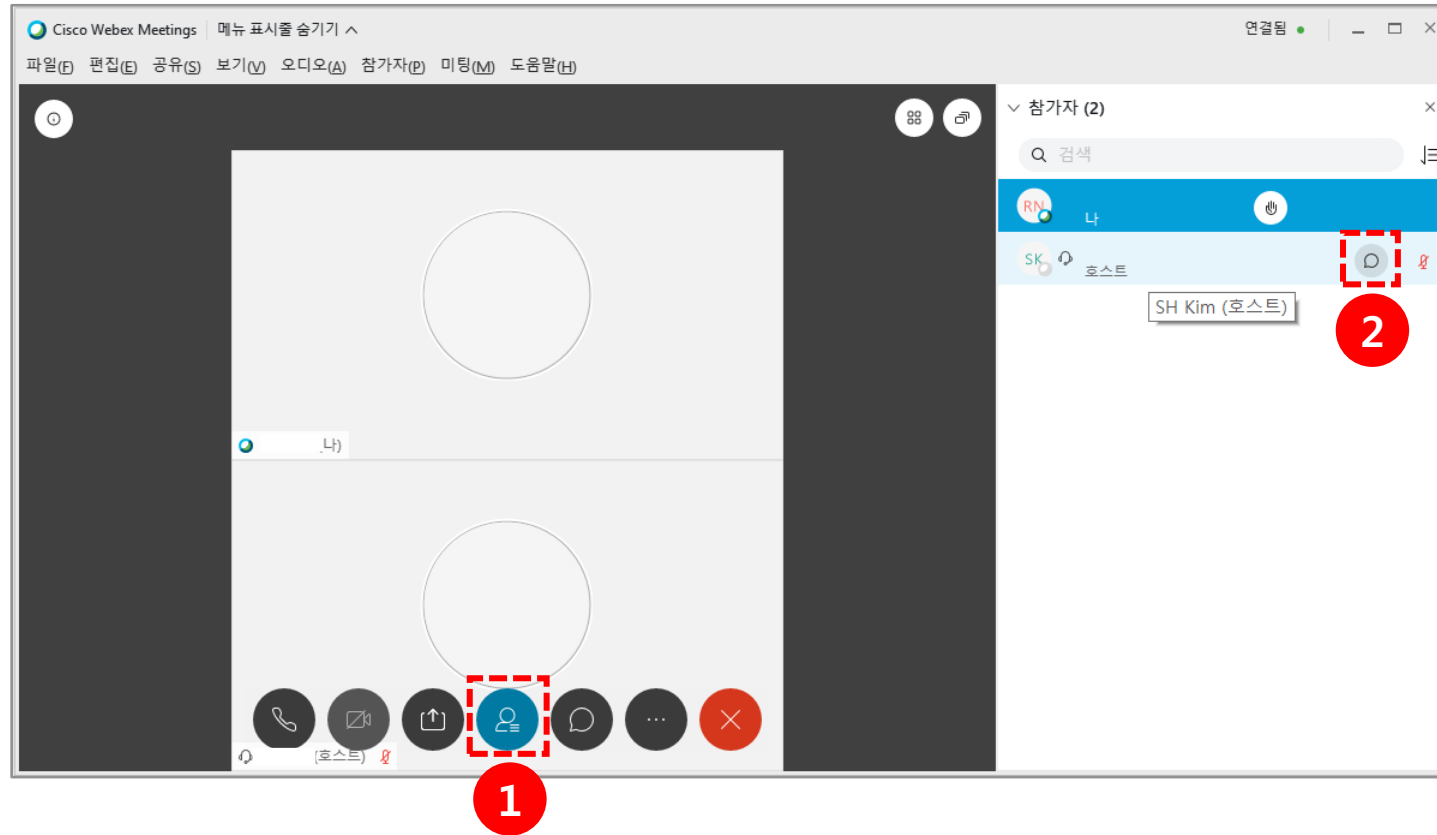 Cisco Webex Meetings 메뉴 표시줄 숨기기 연결됨
파일(F) 편집(E) 공유(S) 보기(V) 오디오(A) 참가자(P) 미팅(M) 도움말(H)
참가자 (2)
검색
RN 나
SK 호스트
SH Kim (호스트)
2
나)
(호스트)
1